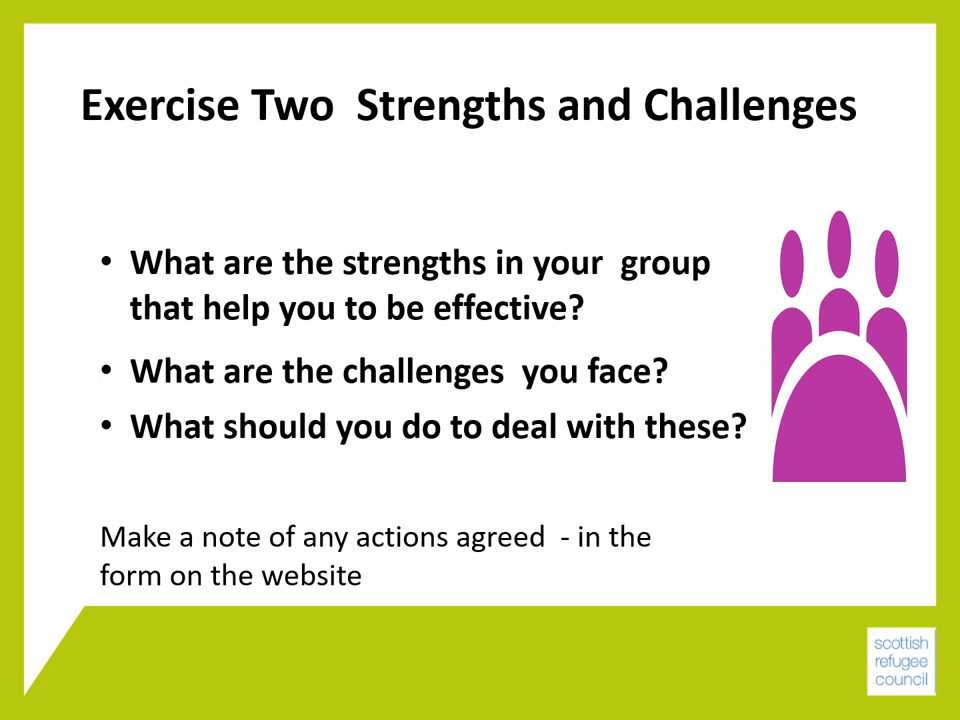 Exercise Two  Strengths and Challenges
• What are the strengths in your  group
that help you to be effective?
• What are the challenges  you face?
• What should you do to deal with these?
Make a note of any actions agreed  - in the
form on the website
scottish
refugee
council